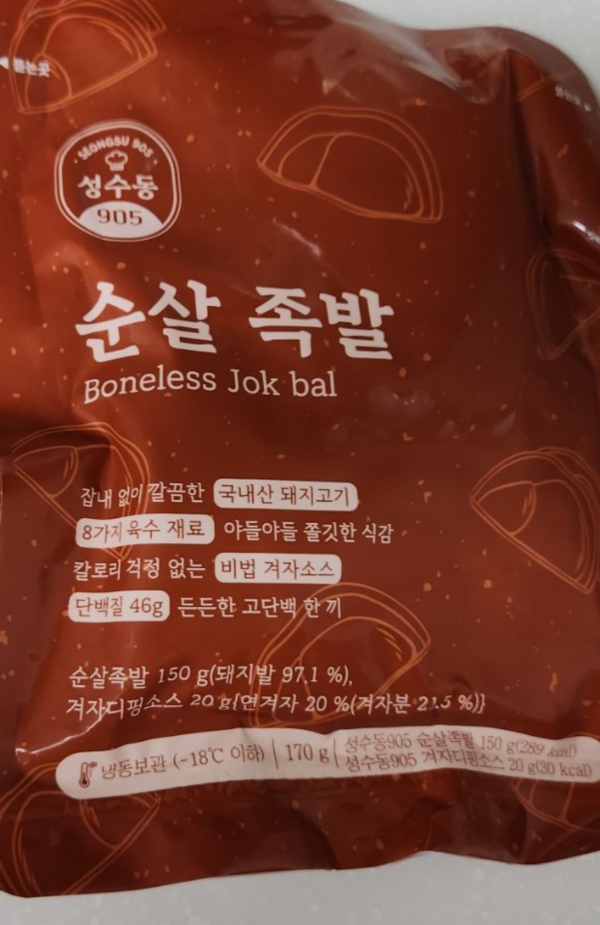 ◀뜯는곳
뜯는곳▶
SEONGSU 905
성수동
905
순살 족발
Boneless Jok bal
잡내 없이 깔끔한 국내산 돼지고기
8가지 육수 재료 야들야들 쫄깃한 식감
칼로리 걱정 없는 비법 겨자소스
단백질 46g 든든한 고단백 한 끼
순살족발 150 g(돼지발 97.1 %),
겨자디핑소스 20 g{연겨자 20 %(겨자분 21.5 %)}
냉동보관 (-18℃ 이하) | 170 g | 성수동905 순살족발 150 g(289 kcal)
성수동905 겨자디핑소스 20 g(30 kcal)